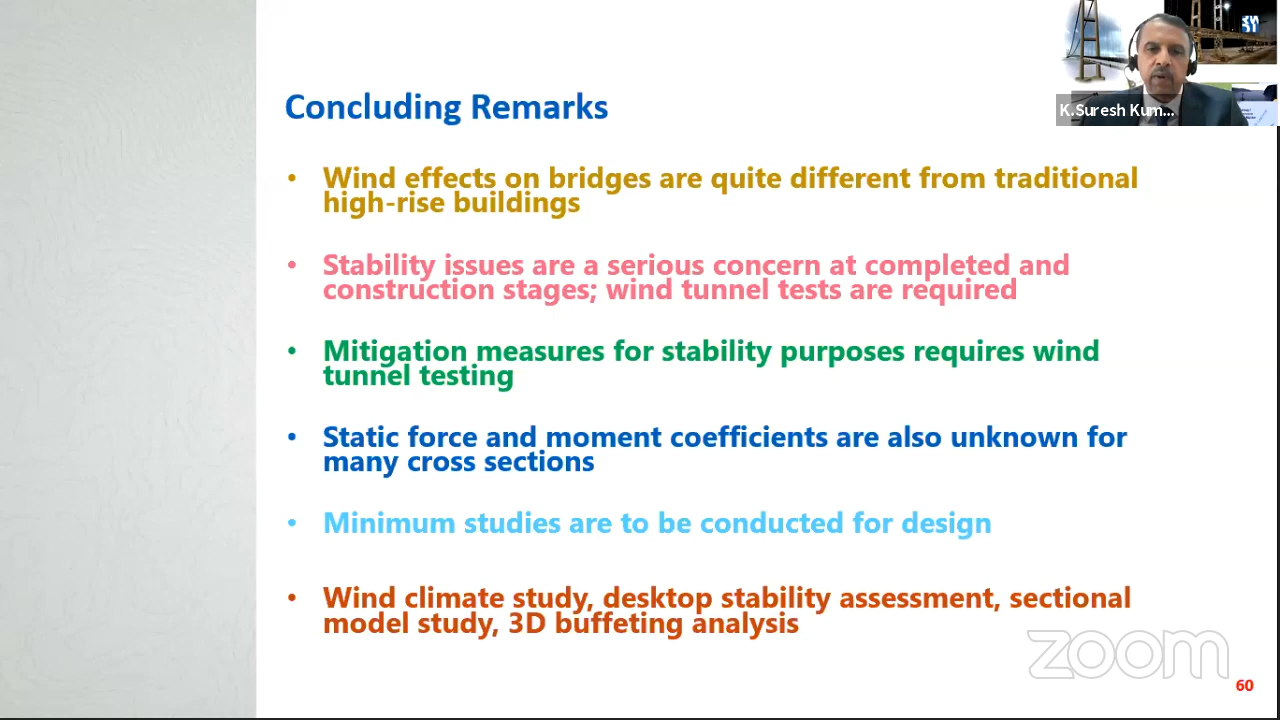 K.Suresh Kum...
Concluding Remarks
• Wind effects on bridges are quite different from traditional
high-rise buildings
• Stability issues are a serious concern at completed and
construction stages; wind tunnel tests are required
• Mitigation measures for stability purposes requires wind
tunnel testing
• Static force and moment coefficients are also unknown for
many cross sections
• Minimum studies are to be conducted for design
• Wind climate study, desktop stability assessment, sectional
model study, 3D buffeting analysis
zoom
60